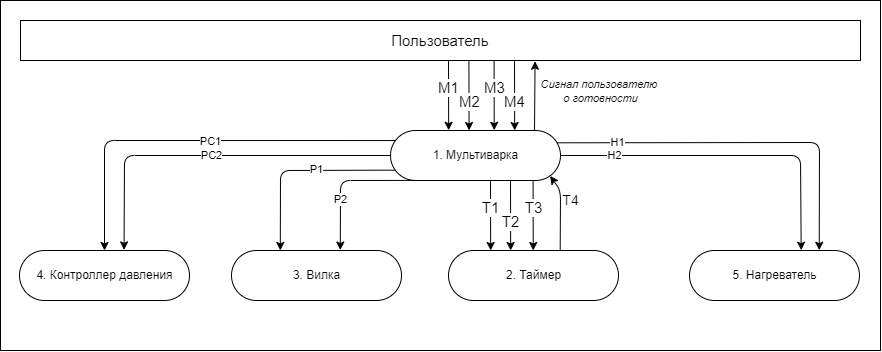 Пользователь
M1
M2
M3
M4
Сигнал пользователю
о готовности
1. Мультиварка
PC1
PC2
P1
P2
H1
H2
T1
T2
T3
T4
4. Контроллер давления
3. Вилка
2. Таймер
5. Нагреватель